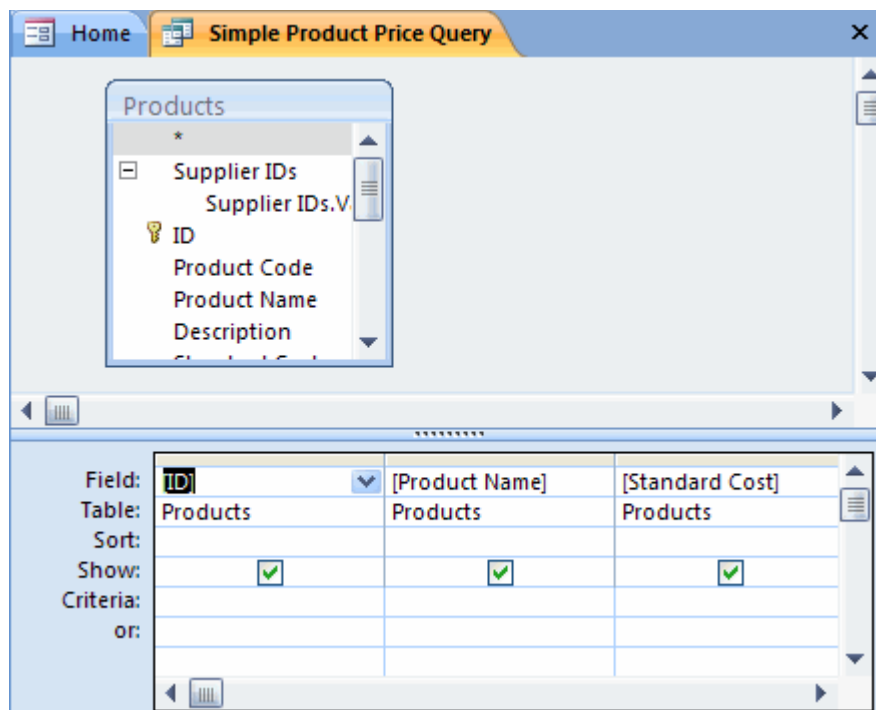 Home Simple Product Price Query
Products
*
Supplier IDs
Supplier IDs.V
ID
Product Code
Product Name
Description
Field: ID [Product Name] [Standard Cost]
Table: Products Products Products
Sort:
Show:
Criteria:
or: